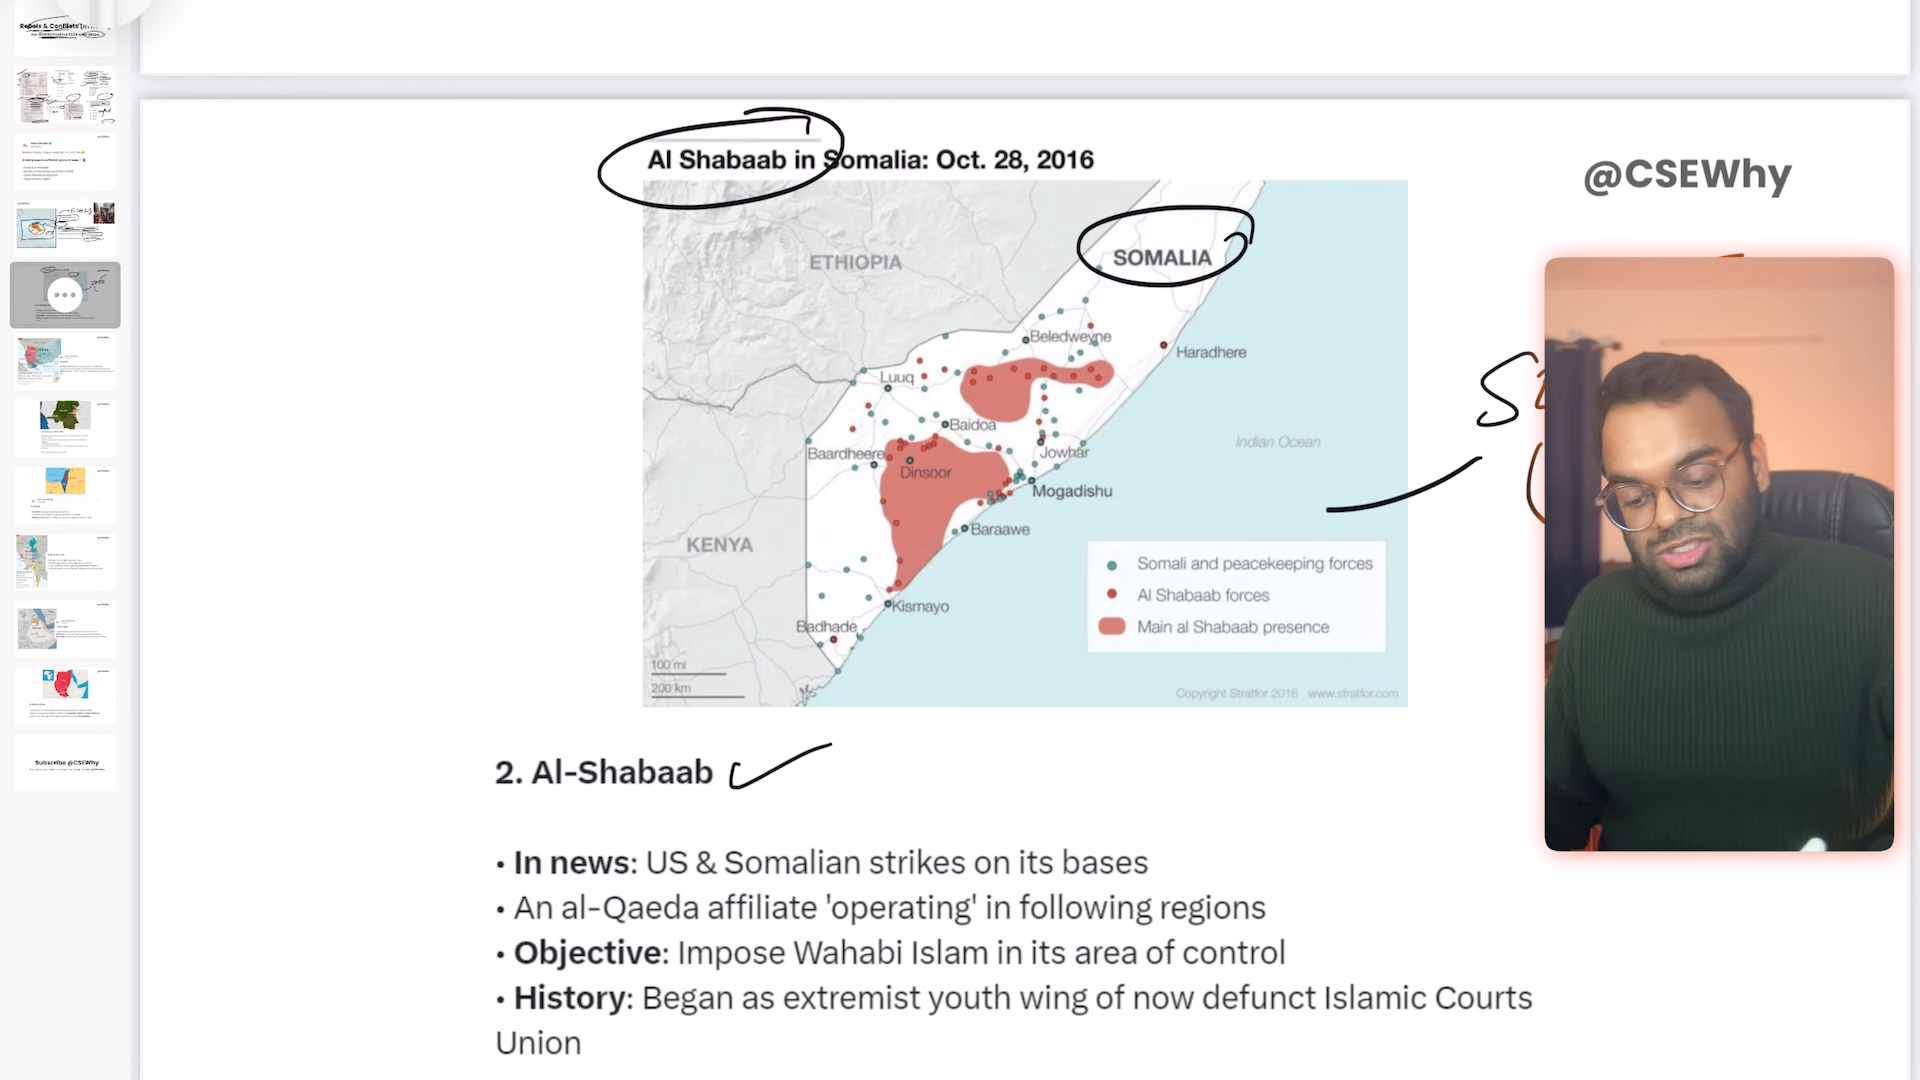 Rebels & Conflicts
Al Shabaab in Somalia: Oct. 28, 2016
@CSEWhy
ETHIOPIA
SOMALIA
Beledweyne
Haradhere
Luuq
Baidoa
Indian Ocean
Baardheere
Jowhar
Dinsoor
Mogadishu
Baraawe
KENYA
Somali and peacekeeping forces
Al Shabaab forces
Kismayo
Badhade
Main al Shabaab presence
100 mi
200 km
Copyright Stratfor 2016 www.stratfor.com
2. Al-Shabaab
• In news: US & Somalian strikes on its bases
• An al-Qaeda affiliate 'operating' in following regions
• Objective: Impose Wahabi Islam in its area of control
• History: Began as extremist youth wing of now defunct Islamic Courts
Union
Subscribe @CSEWhy